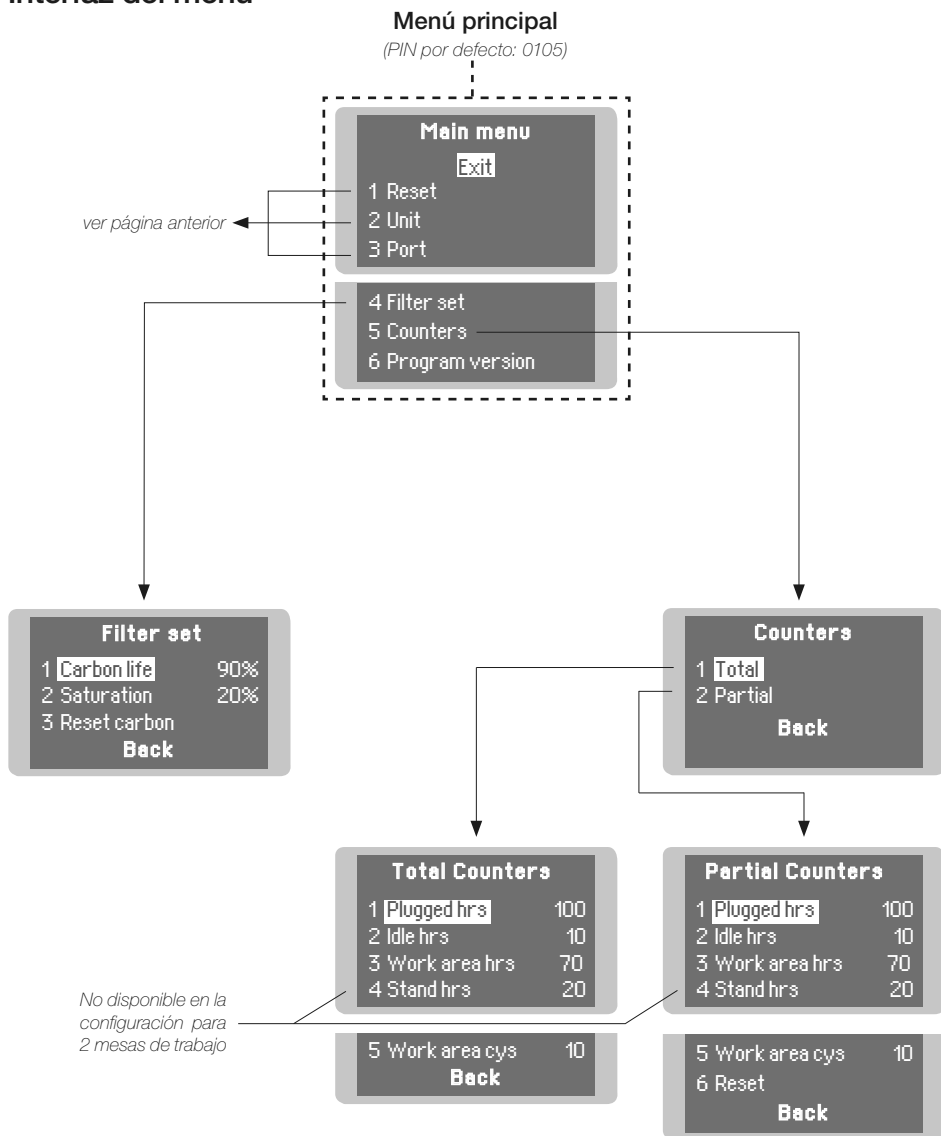 Interfaz del menú
Menú principal
(PIN por defecto: 0105)
Main menu
Exit
1 Reset
2 Unit
3 Port
ver página anterior
4 Filter set
5 Counters
6 Program version
Filter set
1 Carbon life 90%
2 Saturation 20%
3 Reset carbon
Back
Counters
1 Total
2 Partial
Back
Total Counters
1 Plugged hrs 100
2 Idle hrs 10
3 Work area hrs 70
4 Stand hrs 20
5 Work area cys 10
Back
Partial Counters
1 Plugged hrs 100
2 Idle hrs 10
3 Work area hrs 70
4 Stand hrs 20
5 Work area cys 10
6 Reset
Back
No disponible en la
configuración para
2 mesas de trabajo